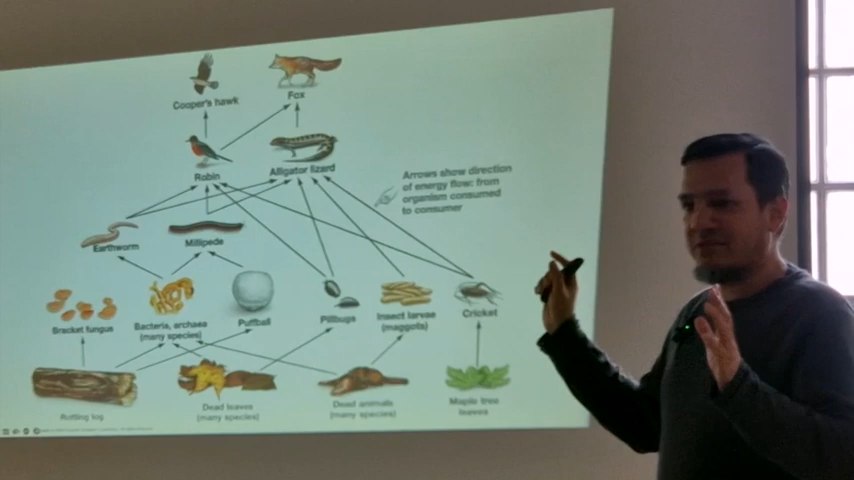 Cooper's hawk
Fox
Robin
Alligator lizard
Arrows show direction
of energy flow: from
organism consumed
to consumer
Earthworm
Millipede
Bracket fungus
Bacteria, archaea
(many species)
Puffball
Pillbugs
Insect larvae
(maggots)
Cricket
Rotting log
Dead leaves
(many species)
Dead animals
(many species)
Maple tree
leaves